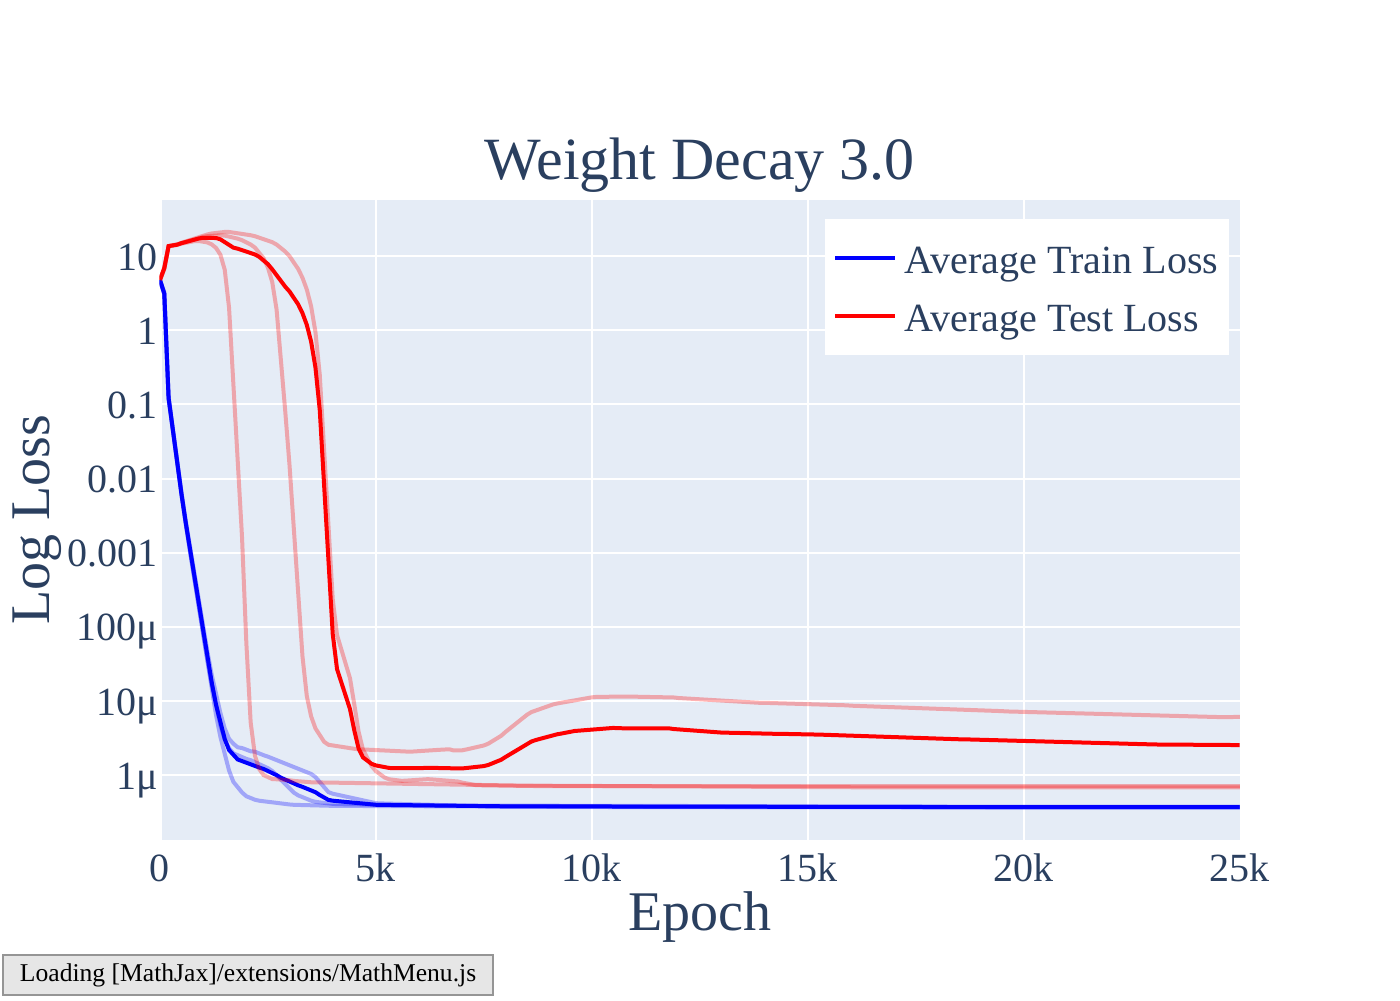 Weight Decay 3.0
Average Train Loss
Average Test Loss
Log Loss
10
1
0.1
0.01
0.001
100μ
10μ
1μ
0
5k
10k
15k
20k
25k
Epoch
Loading [MathJax]/extensions/MathMenu.js